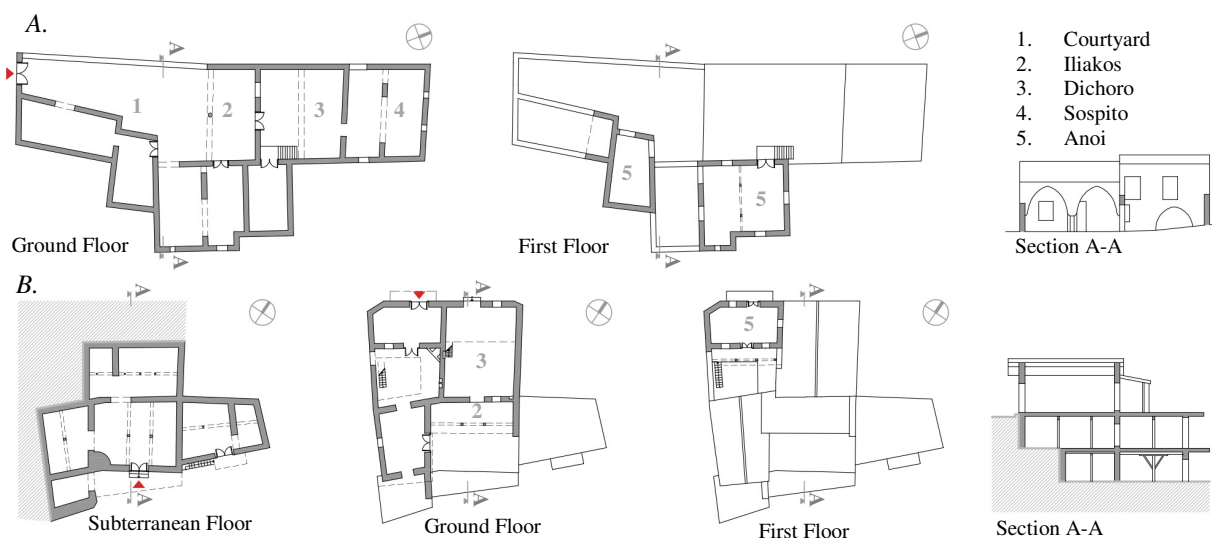 A.
A
1
2
3
4
A
Ground Floor
A
5
5
A
First Floor
1. Courtyard
2. Iliakos
3. Dichoro
4. Sospito
5. Anoi
Section A-A
B.
A
A
Subterranean Floor
A
3
2
A
Ground Floor
A
5
A
First Floor
Section A-A